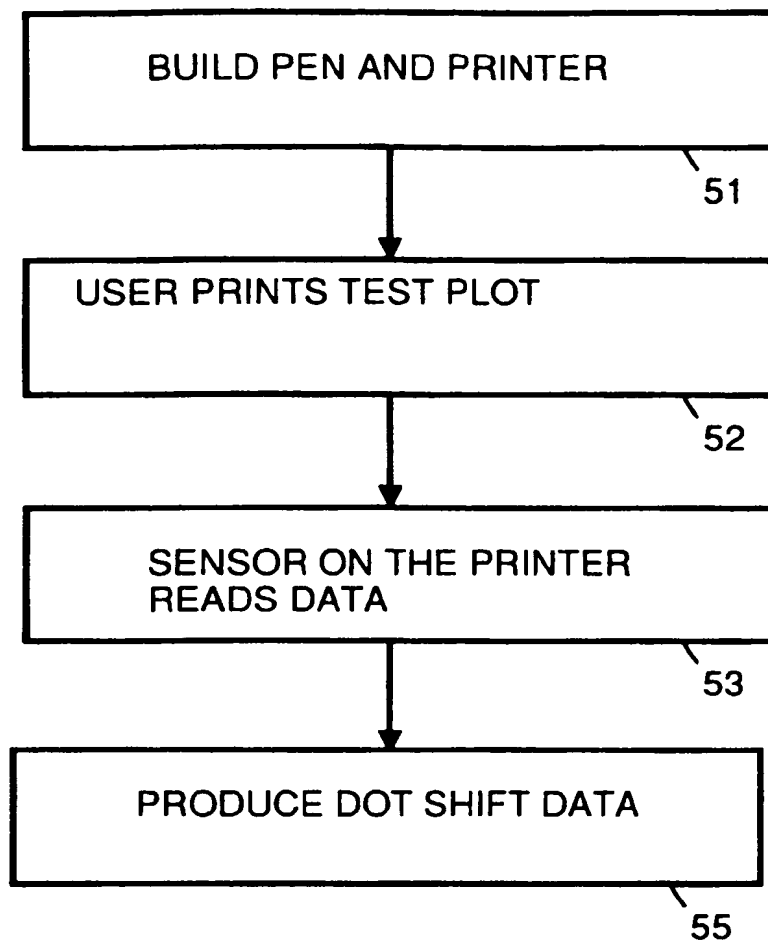 BUILD PEN AND PRINTER
51
USER PRINTS TEST PLOT
52
SENSOR ON THE PRINTER
READS DATA
53
PRODUCE DOT SHIFT DATA
55